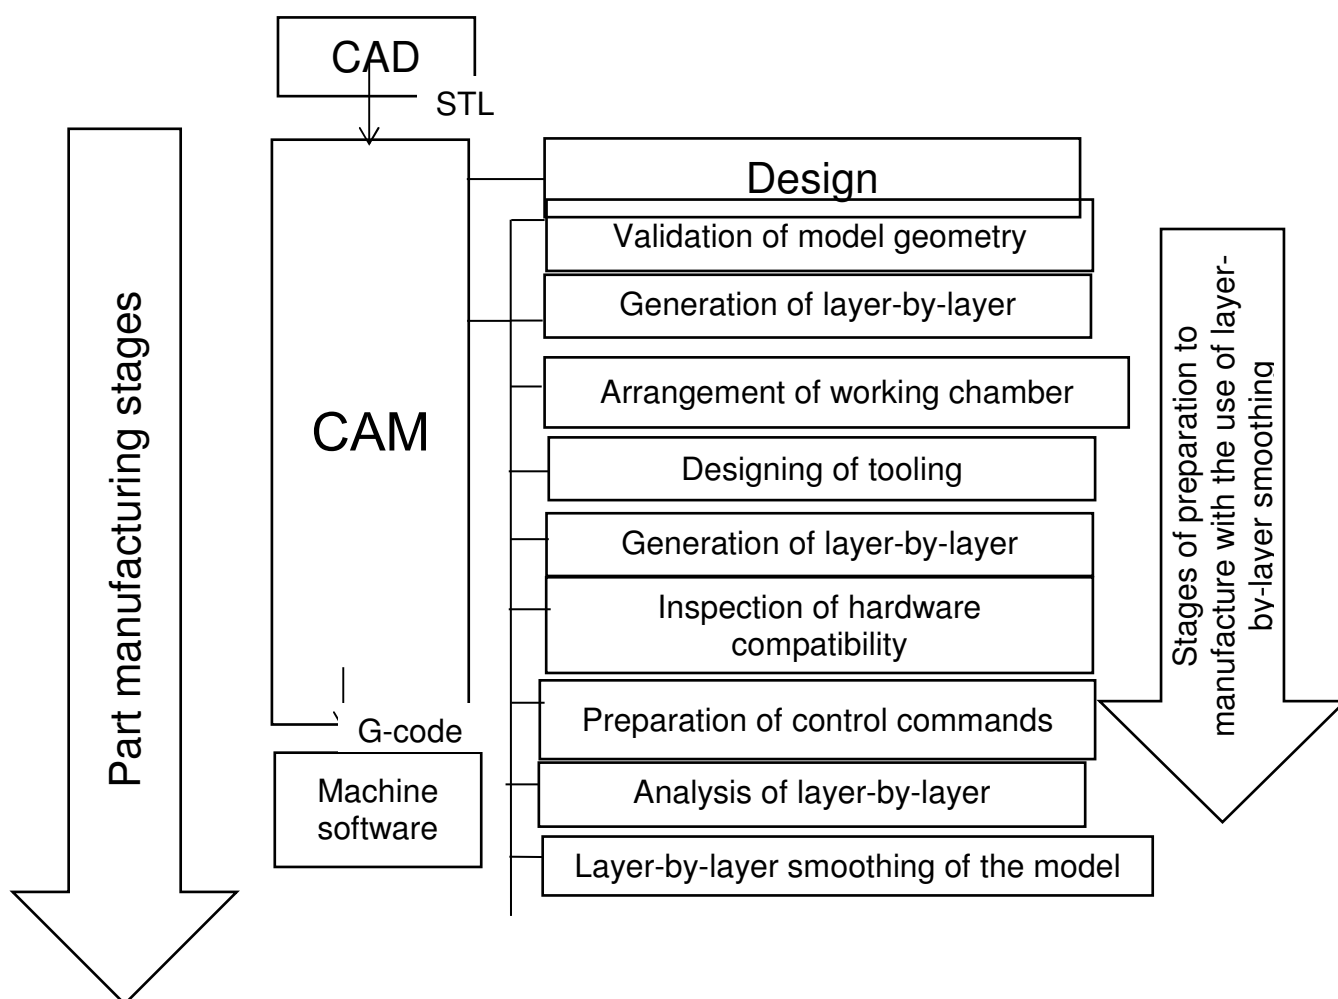 CAD
STL
Design
Validation of model geometry
Generation of layer-by-layer
Arrangement of working chamber
CAM
Designing of tooling
Generation of layer-by-layer
Inspection of hardware
compatibility
Preparation of control commands
G-code
Machine
software
Analysis of layer-by-layer
Layer-by-layer smoothing of the model
Part manufacturing stages
Stages of preparation to
manufacture with the use of layer-
by-layer smoothing